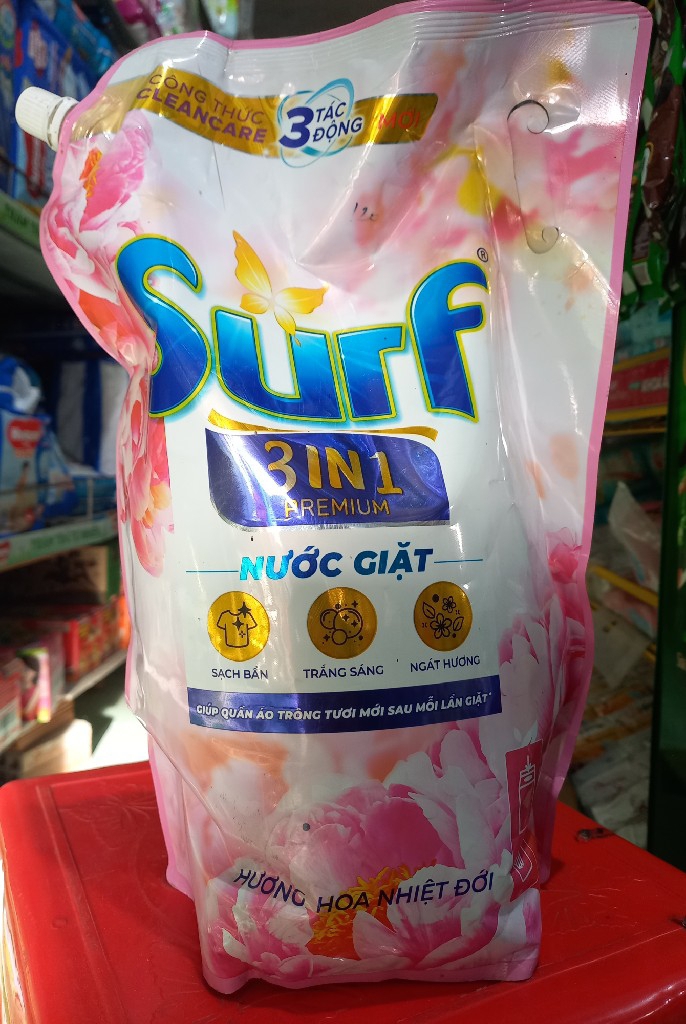 CÔNG THỨC
CLEANCARE
3 TÁC
ĐỘNG
MỚI
Surf®
3 IN 1
PREMIUM
NƯỚC GIẶT
SẠCH BẨN
TRẮNG SÁNG
NGÁT HƯƠNG
GIÚP QUẦN ÁO TRÔNG TƯƠI MỚI SAU MỖI LẦN GIẶT*
HƯƠNG HOA NHIỆT ĐỚI